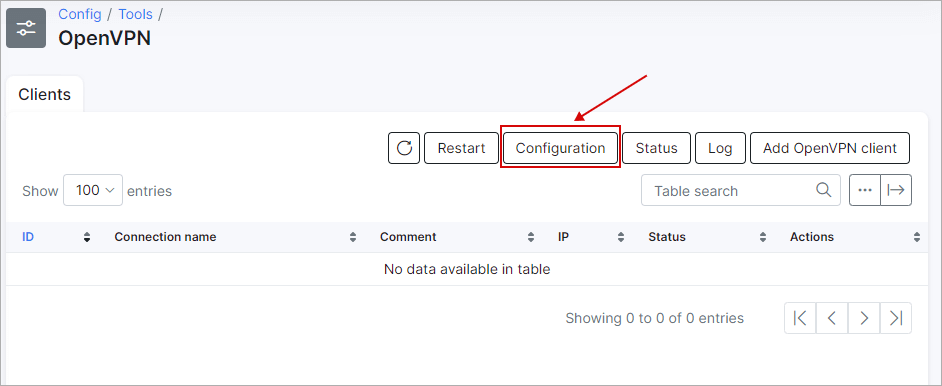 Config / Tools /
OpenVPN
Clients
Restart Configuration Status Log Add OpenVPN client
Show 100 entries Table search
ID Connection name Comment IP Status Actions
No data available in table
Showing 0 to 0 of 0 entries